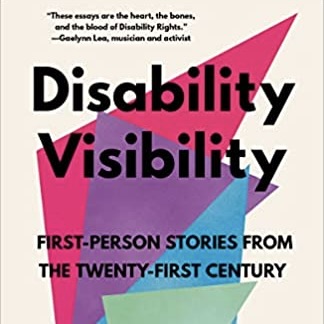 “These essays are the heart, the bones,
and the blood of Disability Rights.”
—Gaelynn Lea, musician and activist
Disability
Visibility
FIRST-PERSON STORIES FROM
THE TWENTY-FIRST CENTURY